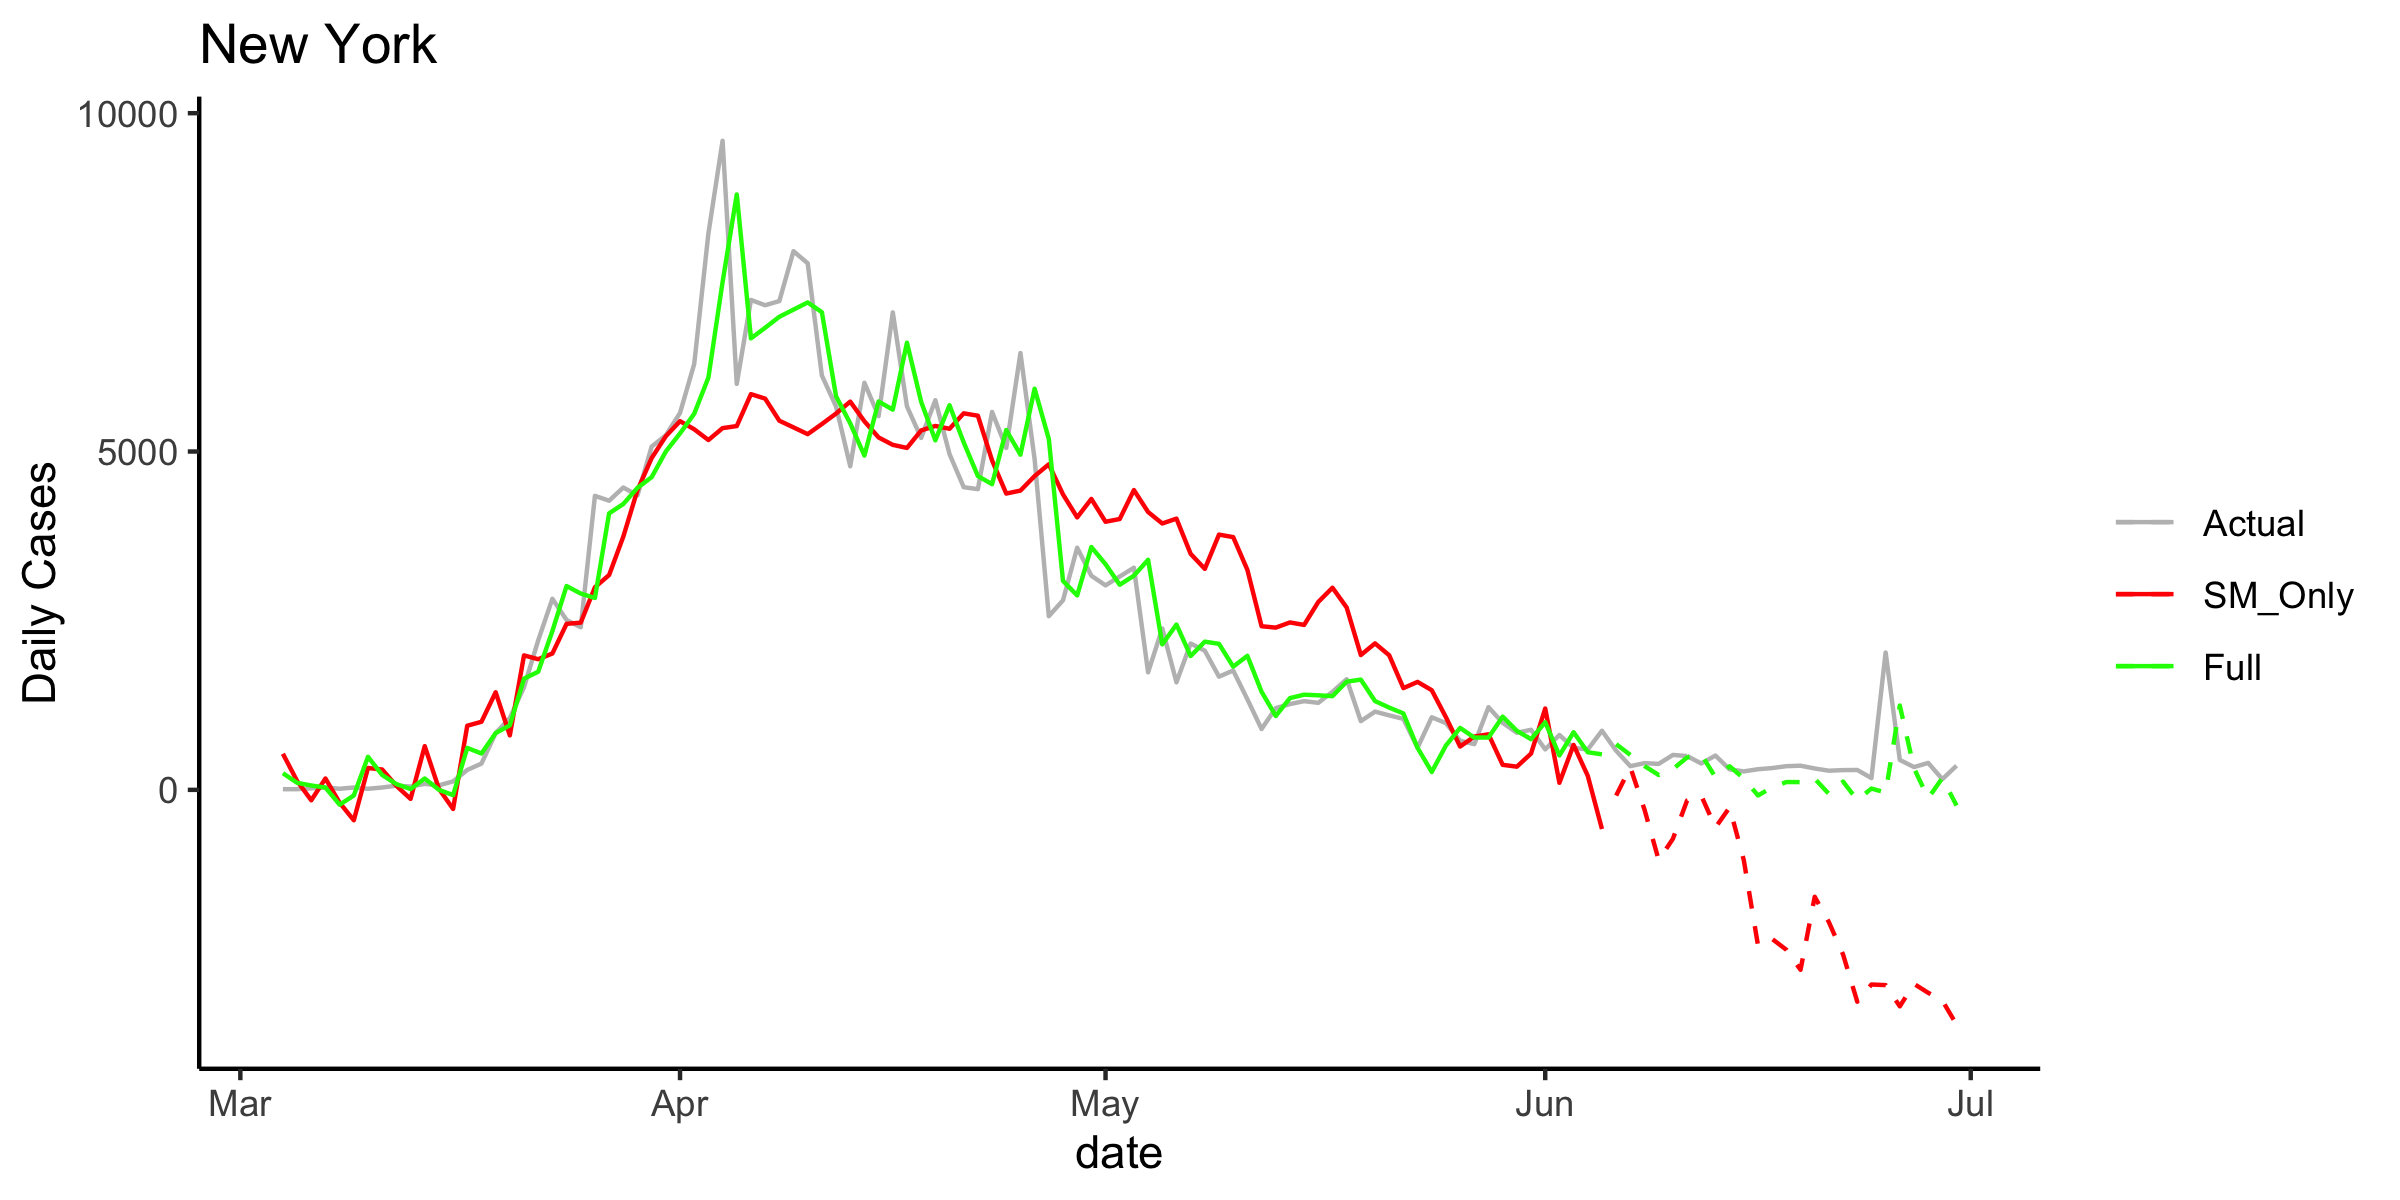 New York
10000
5000
0
Daily Cases
Mar Apr May Jun Jul
date
Actual
SM_Only
Full